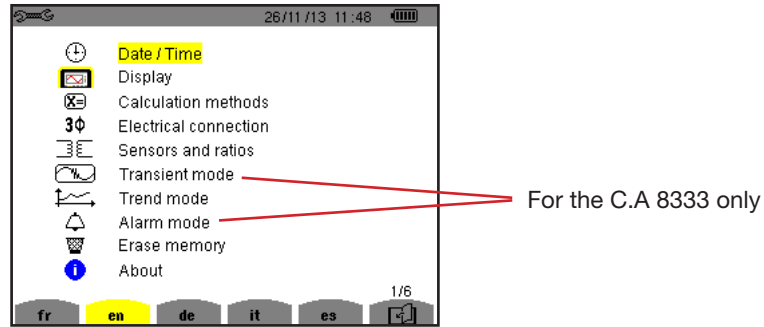 26/11/13 11:48
Date / Time
Display
X= Calculation methods
3ϕ Electrical connection
Sensors and ratios
Transient mode
Trend mode
For the C.A 8333 only
Alarm mode
Erase memory
i About
1/6
fr en de it es